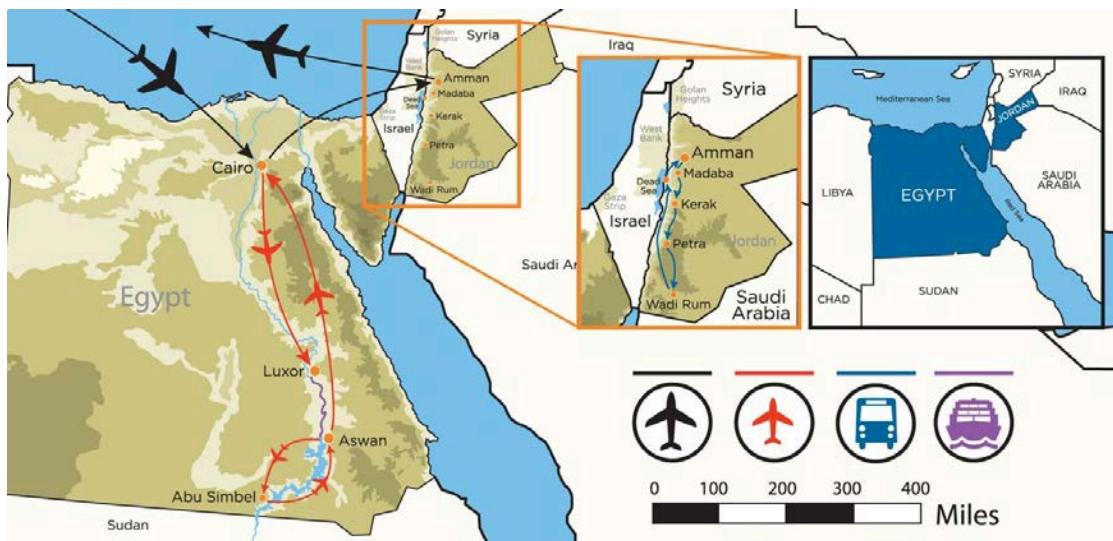 Golan
Heights
Syria
Iraq
West
Bank
Amman
Dead
Sea
Madaba
Gaza
Strip
Israel
Kerak
Petra
Jordan
Wadi Rum
Cairo
Egypt
Luxor
Aswan
Abu Simbel
Sudan
Saudi Ar
Golan
Heights
Syria
West
Bank
Amman
Madaba
Dead
Sea
Gaza
Strip
Kerak
Israel
Petra
Jordan
Wadi Rum
Saudi
Arabia
Mediterranean Sea
SYRIA
IRAQ
JORDAN
LIBYA
EGYPT
SAUDI
ARABIA
Red Sea
CHAD
SUDAN
0 100 200 300 400
Miles